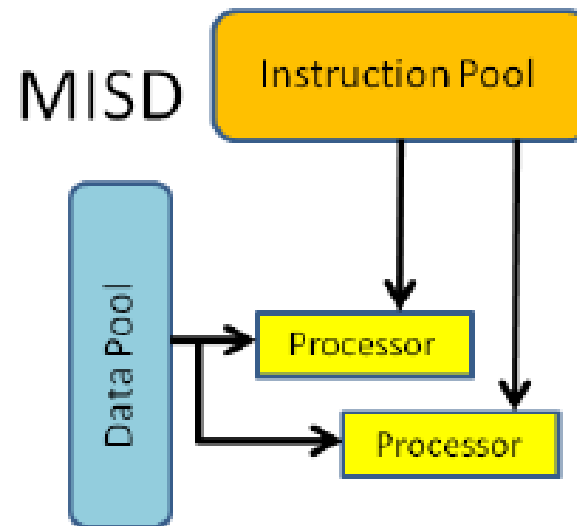 MISD
Instruction Pool
Data Pool
Processor
Processor